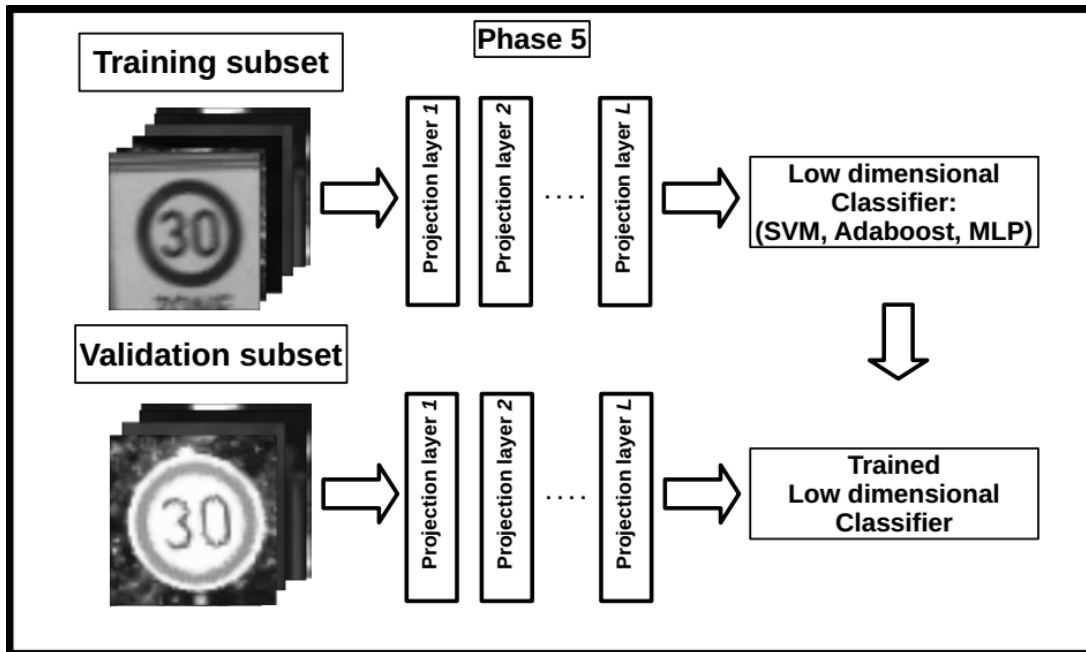 Phase 5
Training subset
30
Projection layer 1
Projection layer 2
....
Projection layer L
Low dimensional
Classifier:
(SVM, Adaboost, MLP)
Validation subset
30
Projection layer 1
Projection layer 2
....
Projection layer L
Trained
Low dimensional
Classifier